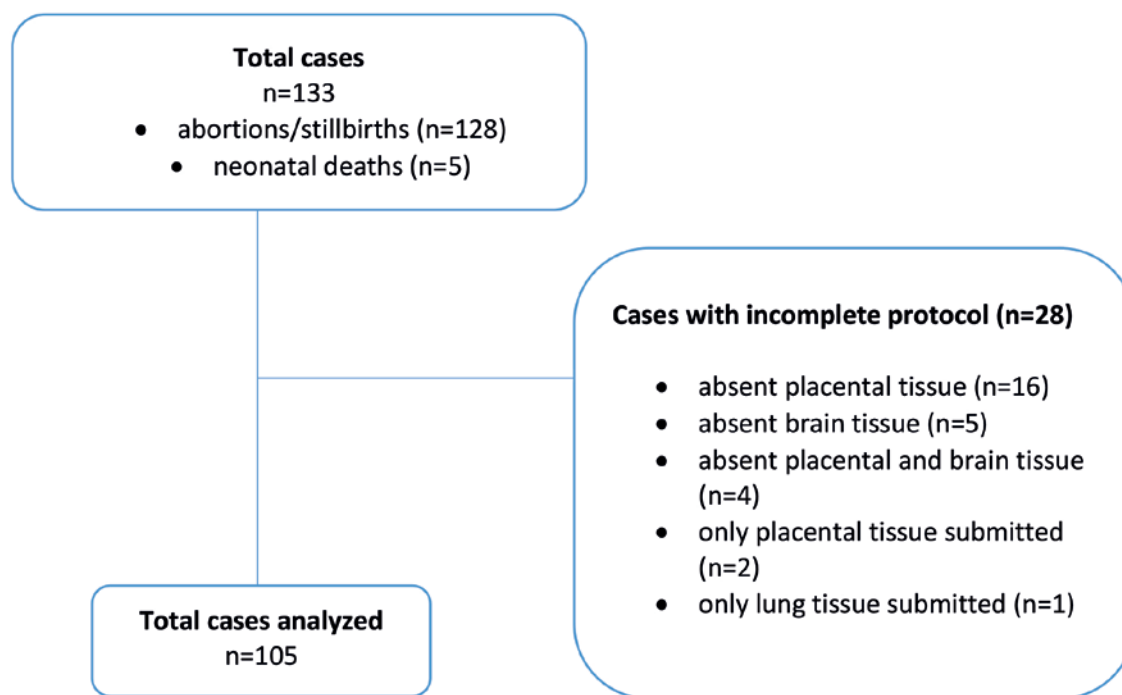 Total cases
n=133
• abortions/stillbirths (n=128)
• neonatal deaths (n=5)
Cases with incomplete protocol (n=28)
• absent placental tissue (n=16)
• absent brain tissue (n=5)
• absent placental and brain tissue
(n=4)
• only placental tissue submitted
(n=2)
• only lung tissue submitted (n=1)
Total cases analyzed
n=105